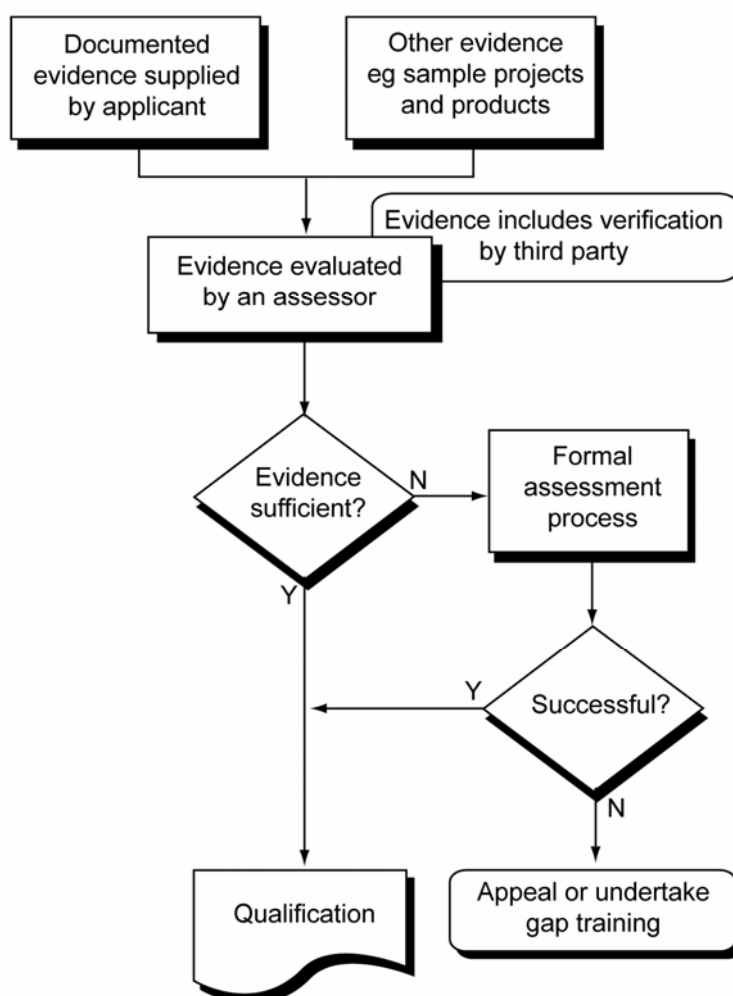 Documented
evidence supplied
by applicant
Other evidence
eg sample projects
and products
Evidence includes verification
by third party
Evidence evaluated
by an assessor
Evidence
sufficient?
N
Formal
assessment
process
Y
Y
Successful?
N
Qualification
Appeal or undertake
gap training